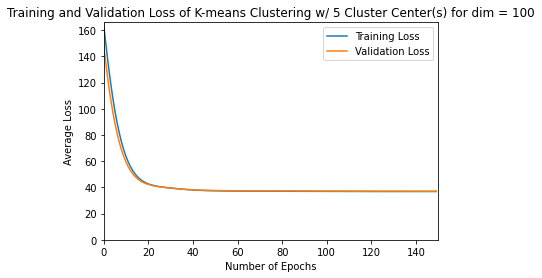 Training and Validation Loss of K-means Clustering w/ 5 Cluster Center(s) for dim = 100
Training Loss
Validation Loss
Average Loss
160
140
120
100
80
60
40
20
0
0 20 40 60 80 100 120 140
Number of Epochs